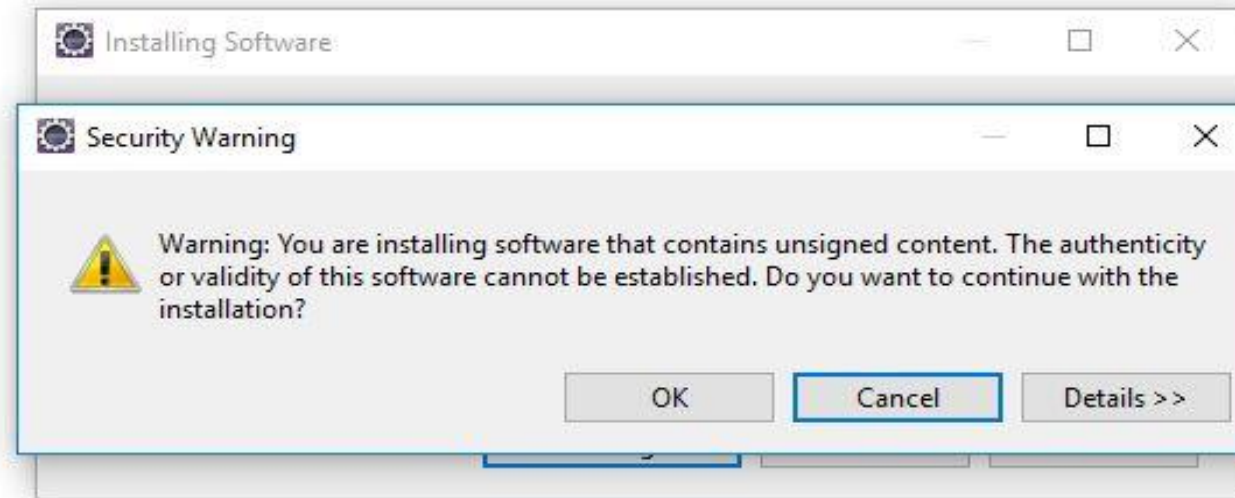 Installing Software
Security Warning
Warning: You are installing software that contains unsigned content. The authenticity
or validity of this software cannot be established. Do you want to continue with the
installation?
OK Cancel Details >>